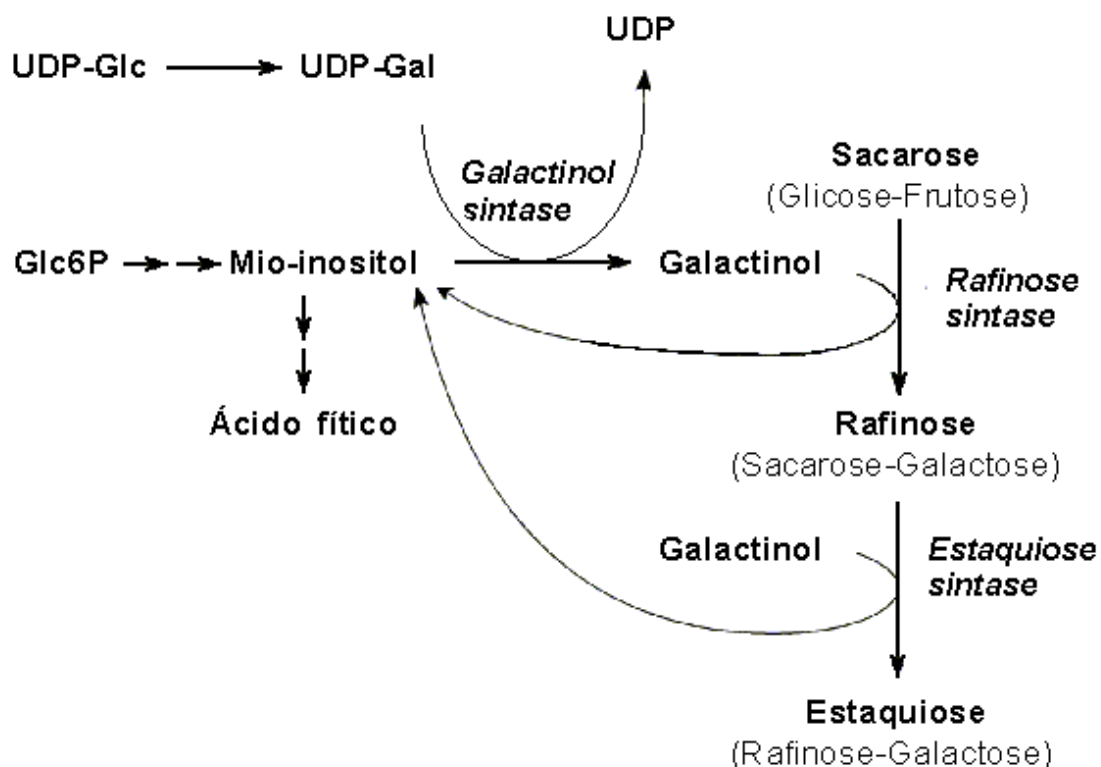 UDP
UDP-Glc
UDP-Gal
Galactinol
sintase
Sacarose
(Glicose-Frutose)
Glc6P
Mio-inositol
Galactinol
Rafinose
sintase
Ácido fítico
Rafinose
(Sacarose-Galactose)
Galactinol
Estaquiose
sintase
Estaquiose
(Rafinose-Galactose)